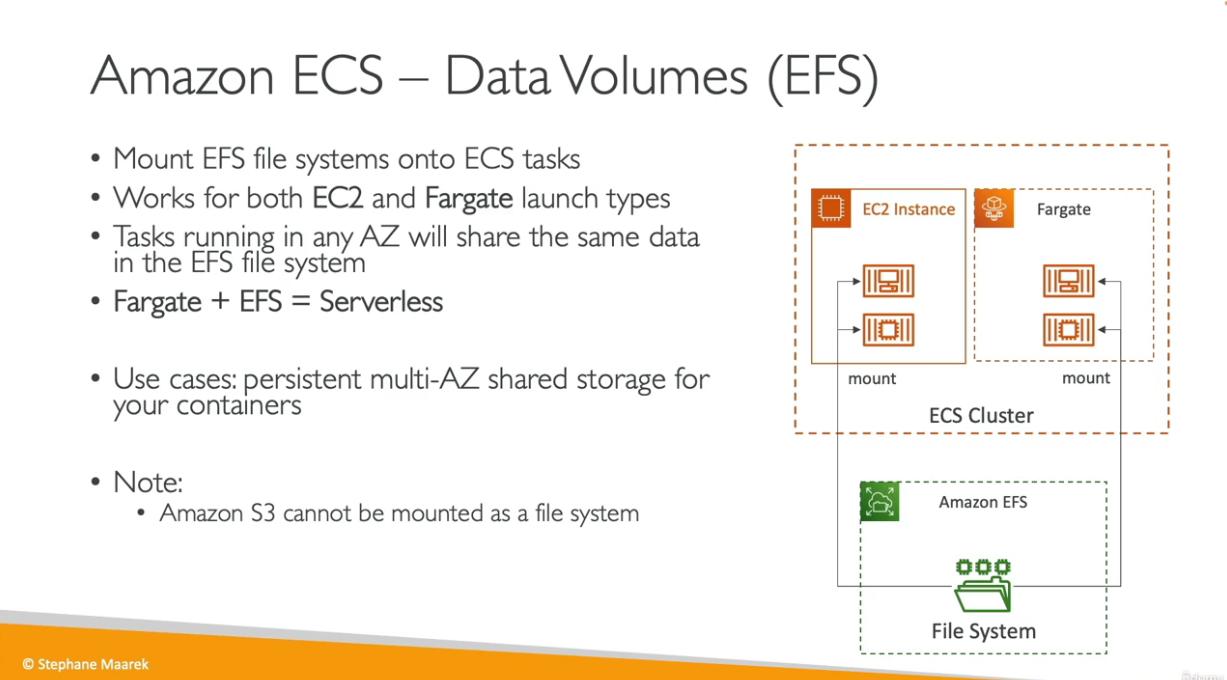 Amazon ECS – Data Volumes (EFS)
• Mount EFS file systems onto ECS tasks
• Works for both EC2 and Fargate launch types
• Tasks running in any AZ will share the same data
in the EFS file system
• Fargate + EFS = Serverless
• Use cases: persistent multi-AZ shared storage for
your containers
• Note:
• Amazon S3 cannot be mounted as a file system
EC2 Instance
Fargate
mount
mount
ECS Cluster
Amazon EFS
File System
© Stephane Maarek